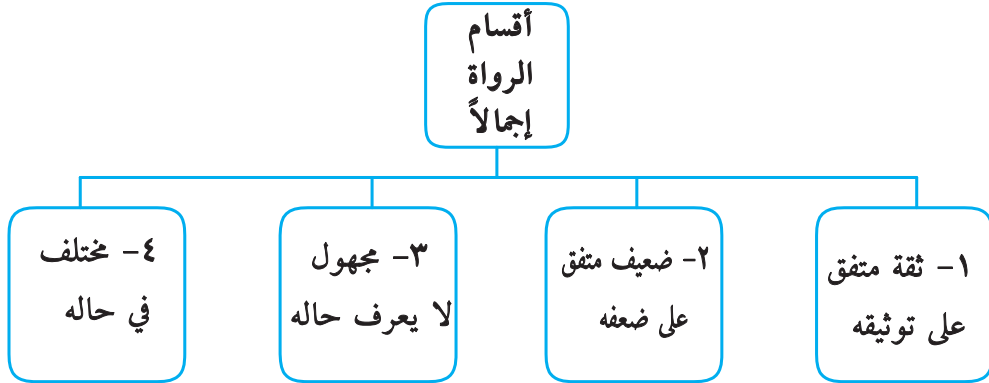 أقسام
الرواة
إجمالاً
١- ثقة متفق
على توثيقه
٢- ضعيف متفق
على ضعفه
٣- مجهول
لا يعرف حاله
٤- مختلف
في حاله